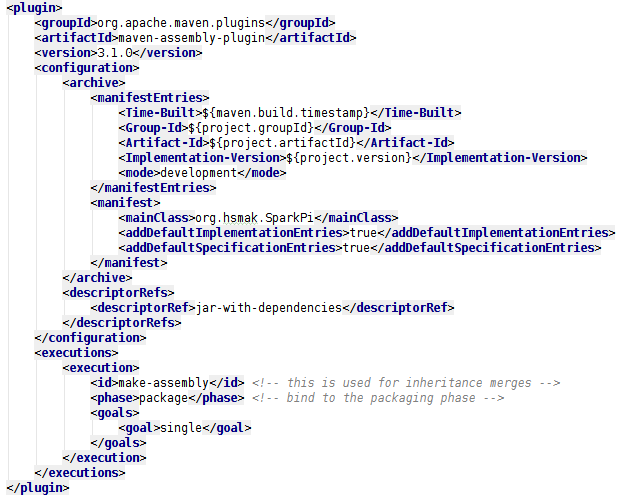 <plugin>
<groupId>org.apache.maven.plugins</groupId>
<artifactId>maven-assembly-plugin</artifactId>
<version>3.1.0</version>
<configuration>
<archive>
<manifestEntries>
<Time-Built>${maven.build.timestamp}</Time-Built>
<Group-Id>${project.groupId}</Group-Id>
<Artifact-Id>${project.artifactId}</Artifact-Id>
<Implementation-Version>${project.version}</Implementation-Version>
<mode>development</mode>
</manifestEntries>
<manifest>
<mainClass>org.hsmak.SparkPi</mainClass>
<addDefaultImplementationEntries>true</addDefaultImplementationEntries>
<addDefaultSpecificationEntries>true</addDefaultSpecificationEntries>
</manifest>
</archive>
<descriptorRefs>
<descriptorRef>jar-with-dependencies</descriptorRef>
</descriptorRefs>
</configuration>
<executions>
<execution>
<id>make-assembly</id> <!-- this is used for inheritance merges -->
<phase>package</phase> <!-- bind to the packaging phase -->
<goals>
<goal>single</goal>
</goals>
</execution>
</executions>
</plugin>